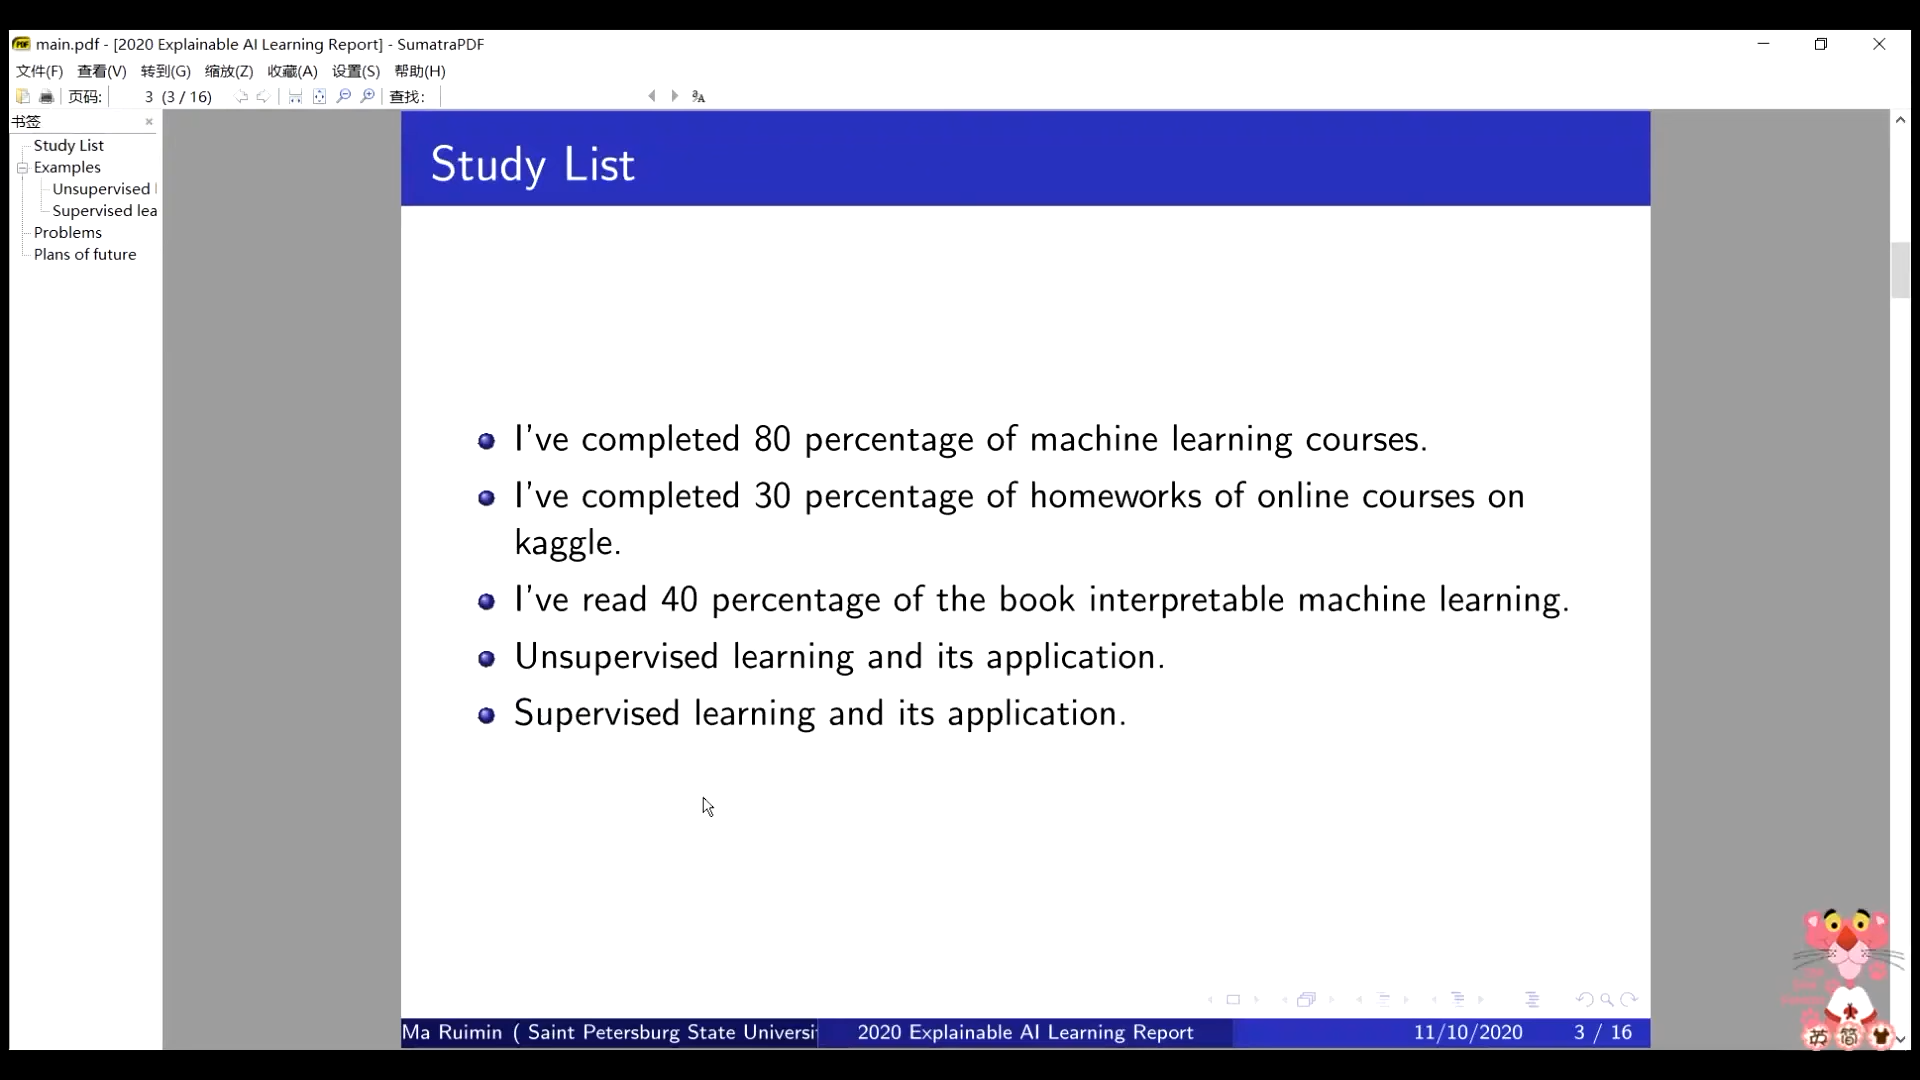 main.pdf - [2020 Explainable AI Learning Report] - SumatraPDF
文件(F) 查看(V) 转到(G) 缩放(Z) 收藏(A) 设置(S) 帮助(H)
页码: 3 (3 / 16) 查找:
书签
Study List
Examples
Unsupervised
Supervised lea
Problems
Plans of future
Study List
I've completed 80 percentage of machine learning courses.
I've completed 30 percentage of homeworks of online courses on
kaggle.
I've read 40 percentage of the book interpretable machine learning.
Unsupervised learning and its application.
Supervised learning and its application.
Ma Ruimin ( Saint Petersburg State Universi 2020 Explainable AI Learning Report 11/10/2020 3 / 16
英 简